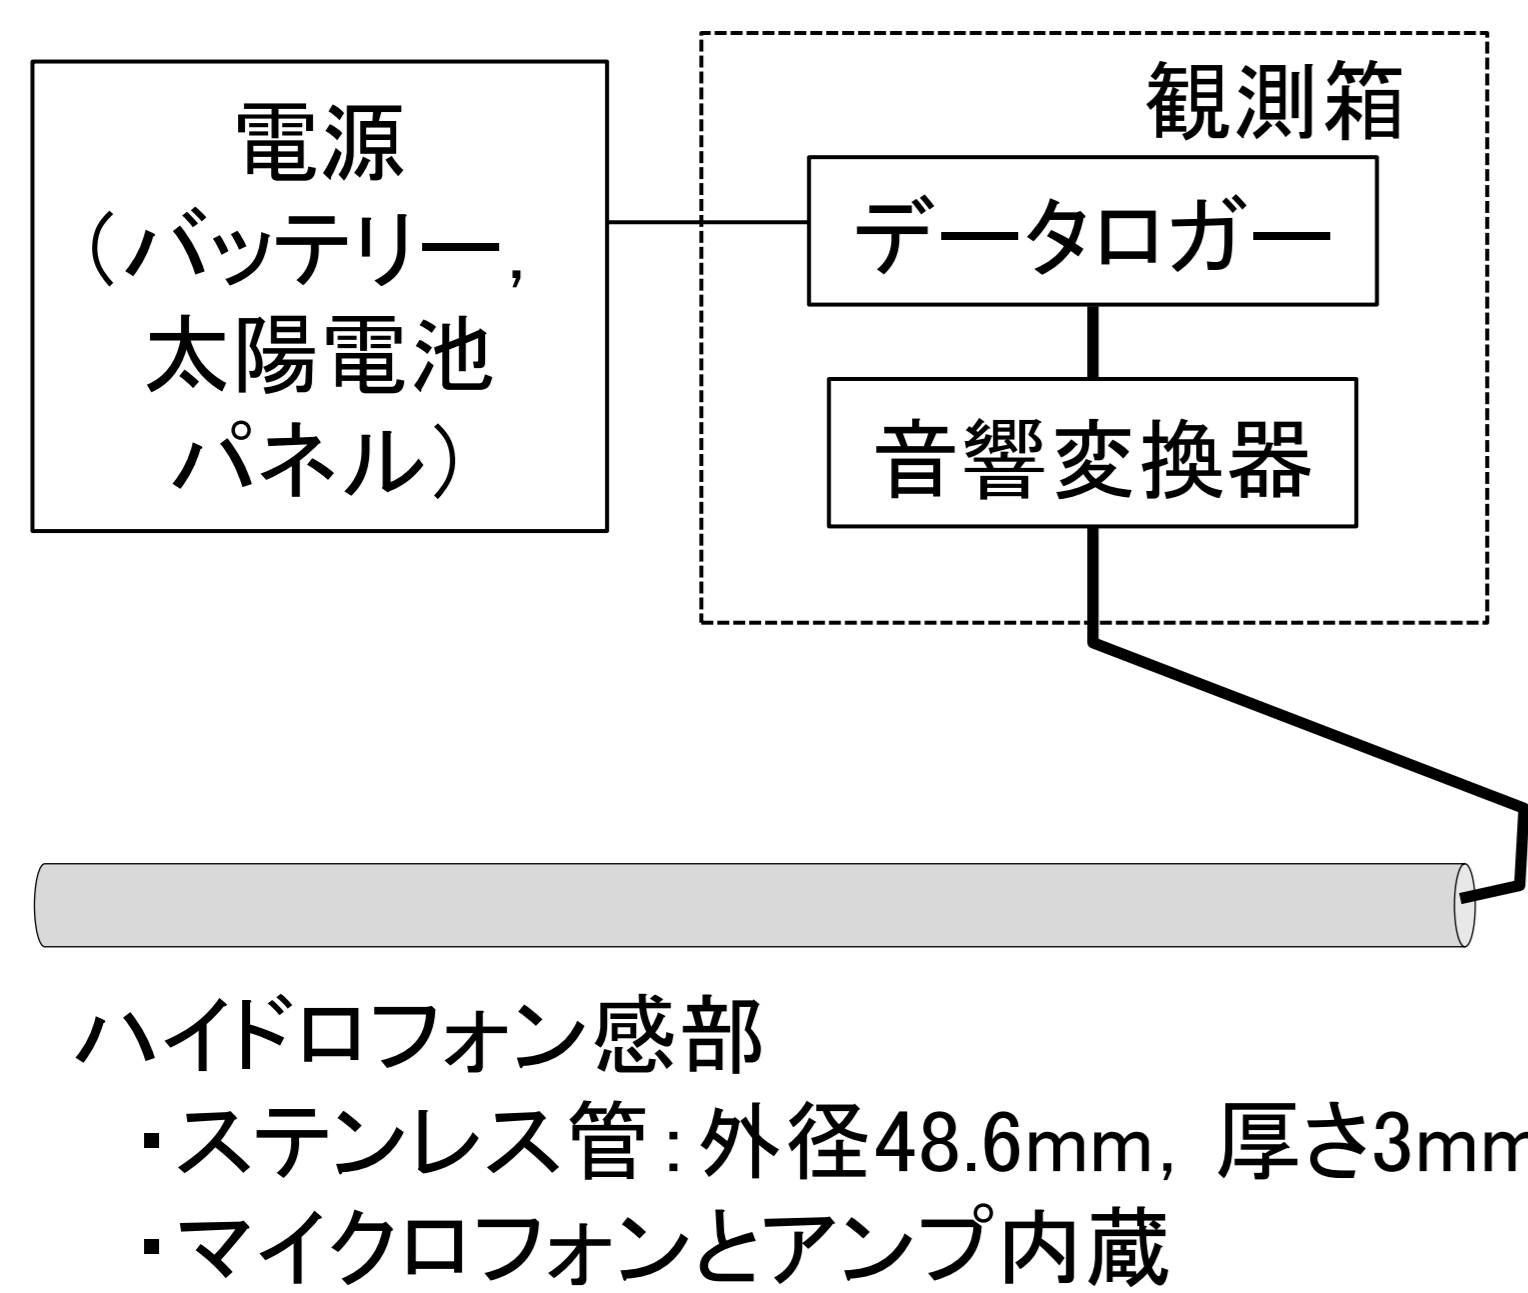 電源
（バッテリー，
太陽電池
パネル）
観測箱
データロガー
音響変換器
ハイドロフォン感部
・ステンレス管：外径48.6mm，厚さ3mm
・マイクロフォンとアンプ内蔵